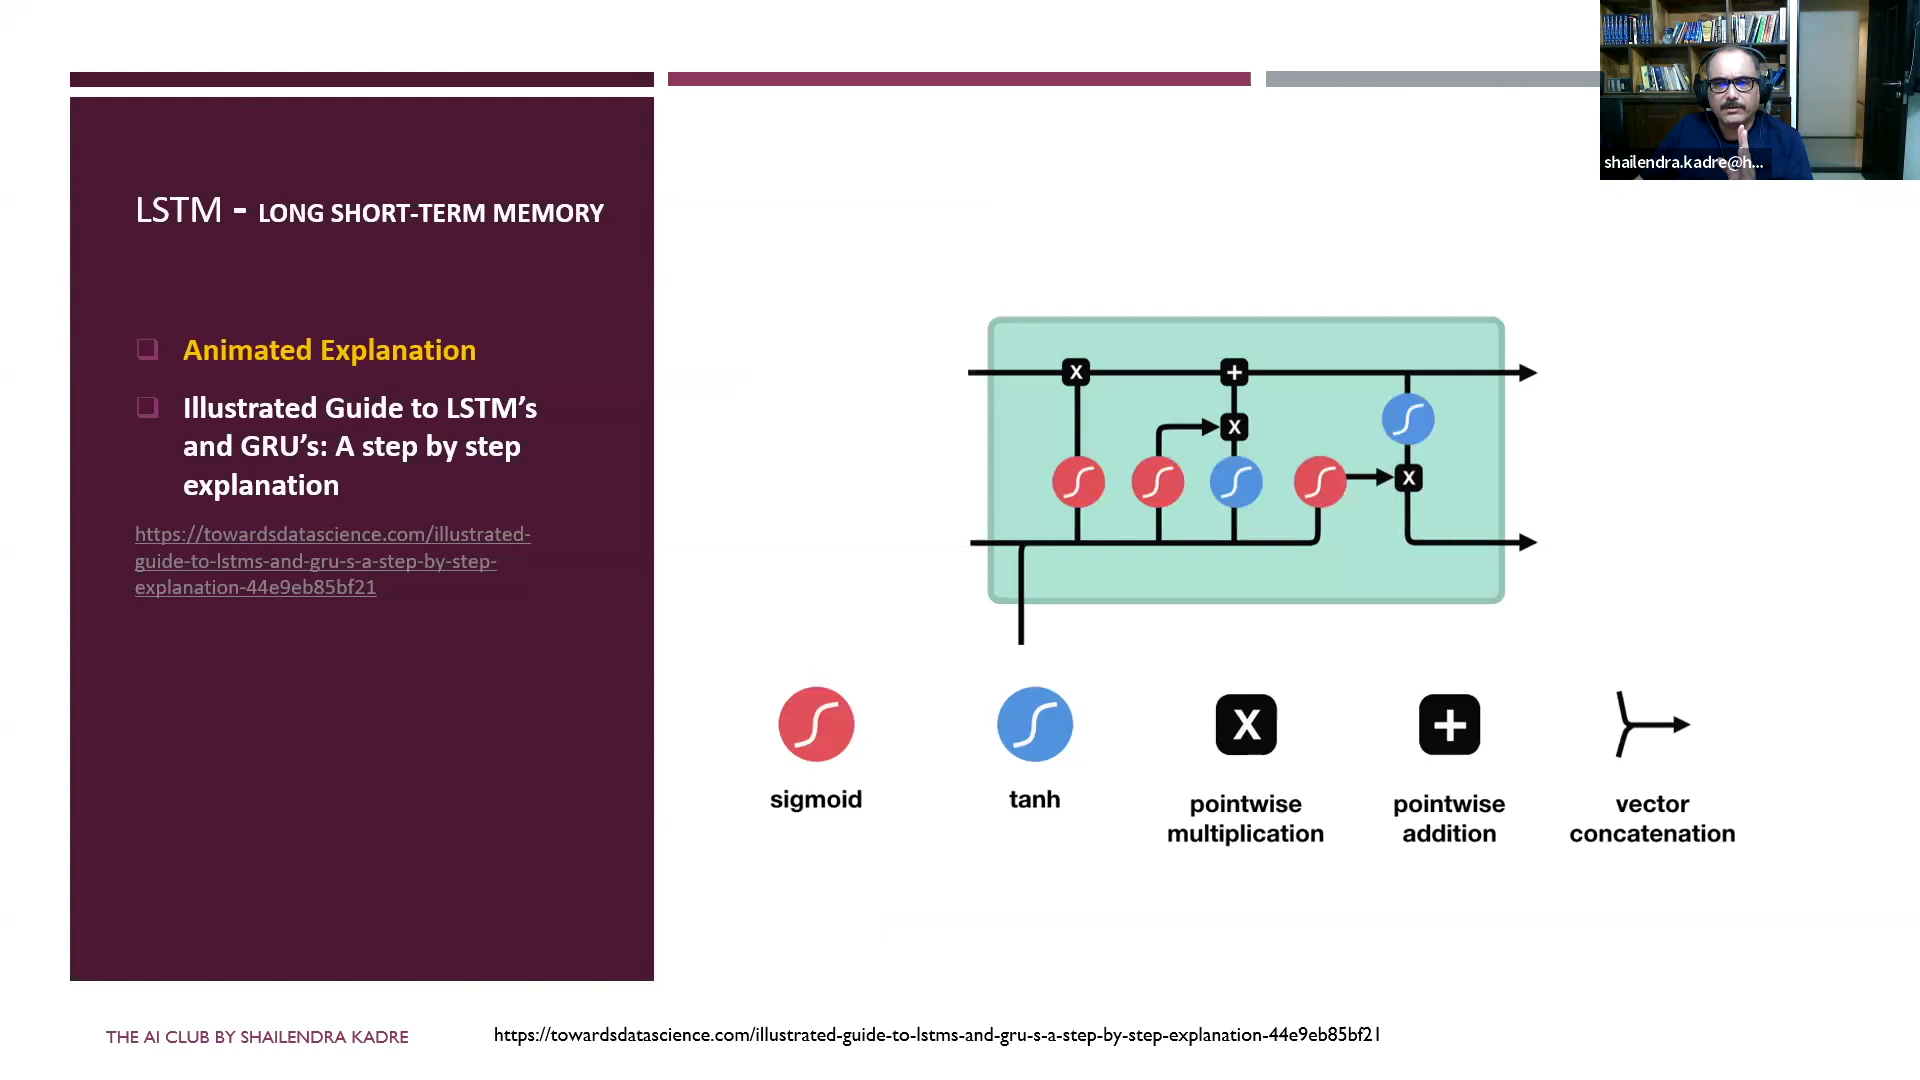 shailendra.kadre@h...
LSTM - LONG SHORT-TERM MEMORY
Animated Explanation
Illustrated Guide to LSTM’s
and GRU’s: A step by step
explanation
https://towardsdatascience.com/illustrated-
guide-to-lstms-and-gru-s-a-step-by-step-
explanation-44e9eb85bf21
X
+
X
X
X
+
sigmoid
tanh
pointwise
multiplication
pointwise
addition
vector
concatenation
THE AI CLUB BY SHAILENDRA KADRE
https://towardsdatascience.com/illustrated-guide-to-lstms-and-gru-s-a-step-by-step-explanation-44e9eb85bf21